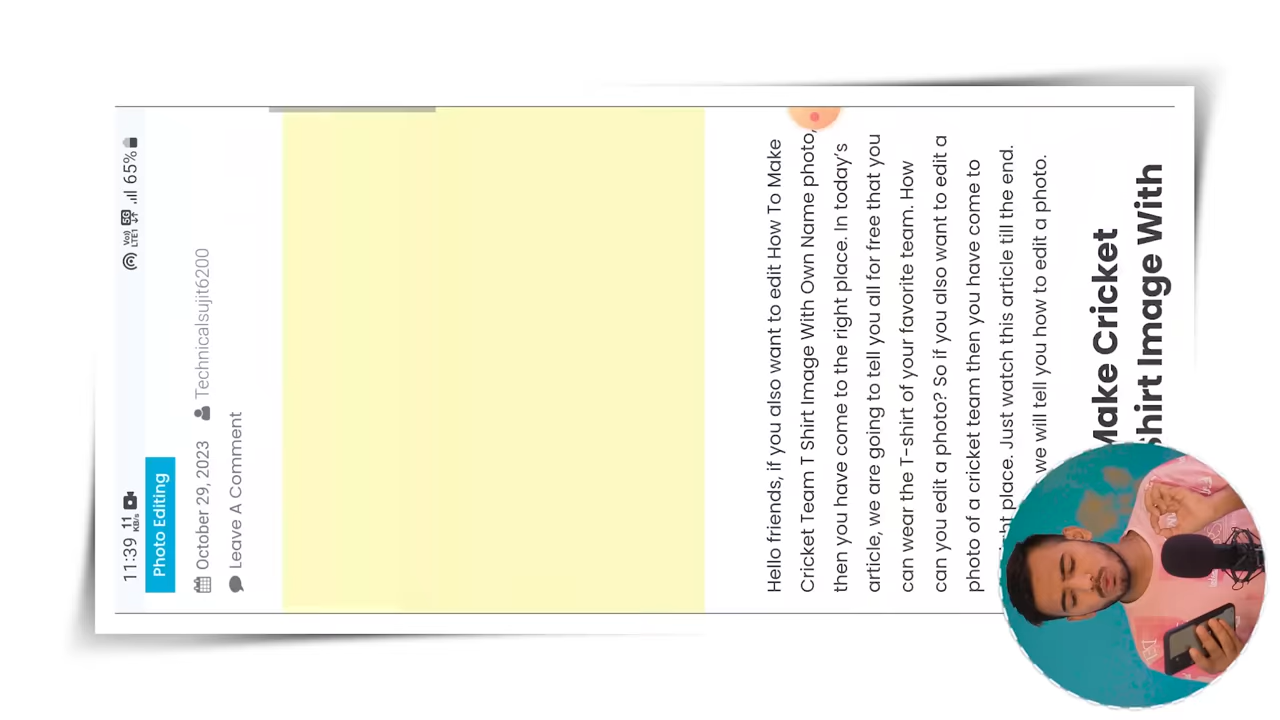 11:39 11 KB/s Vo) LTE1 5G 65%
Photo Editing
October 29, 2023 Technicalsujit6200
Leave A Comment
Hello friends, if you also want to edit How To Make
Cricket Team T Shirt Image With Own Name photo,
then you have come to the right place. In today's
article, we are going to tell you all for free that you
can wear the T-shirt of your favorite team. How
can you edit a photo? So if you also want to edit a
photo of a cricket team then you have come to
place. Just watch this article till the end.
we will tell you how to edit a photo.
Make Cricket
Shirt Image With